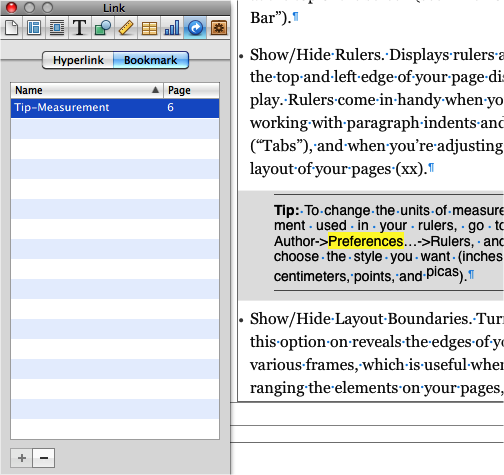 Link
T
Hyperlink Bookmark
Name Page
Tip-Measurement 6
+ −
Bar”).¶
• Show/Hide Rulers. Displays rulers a
the top and left edge of your page di
play. Rulers come in handy when yo
working with paragraph indents and
(“Tabs”), and when you’re adjusting
layout of your pages (xx).¶
Tip: To change the units of measure
ment used in your rulers, go to
Author->Preferences...->Rulers, and
choose the style you want (inches
centimeters, points, and picas).¶
• Show/Hide Layout Boundaries. Tur
this option on reveals the edges of yo
various frames, which is useful when
ranging the elements on your pages,